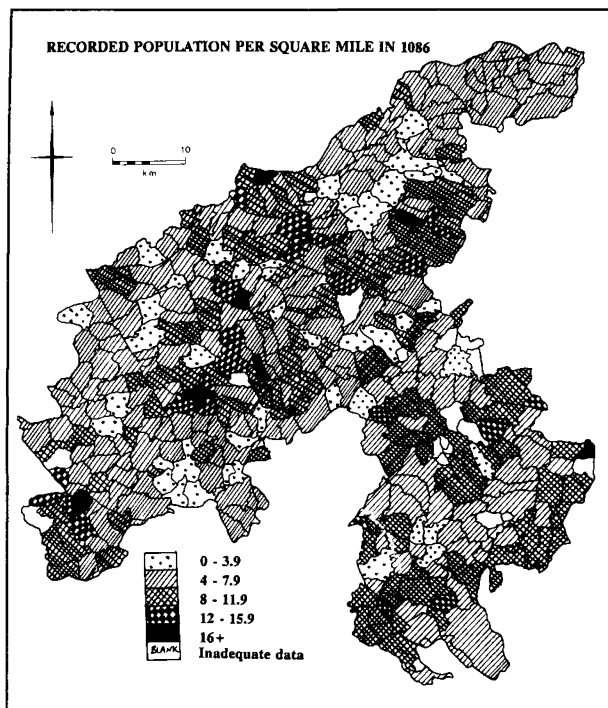 RECORDED POPULATION PER SQUARE MILE IN 1086
0 10
km
0 - 3.9
4 - 7.9
8 - 11.9
12 - 15.9
16+
BLANK Inadequate data